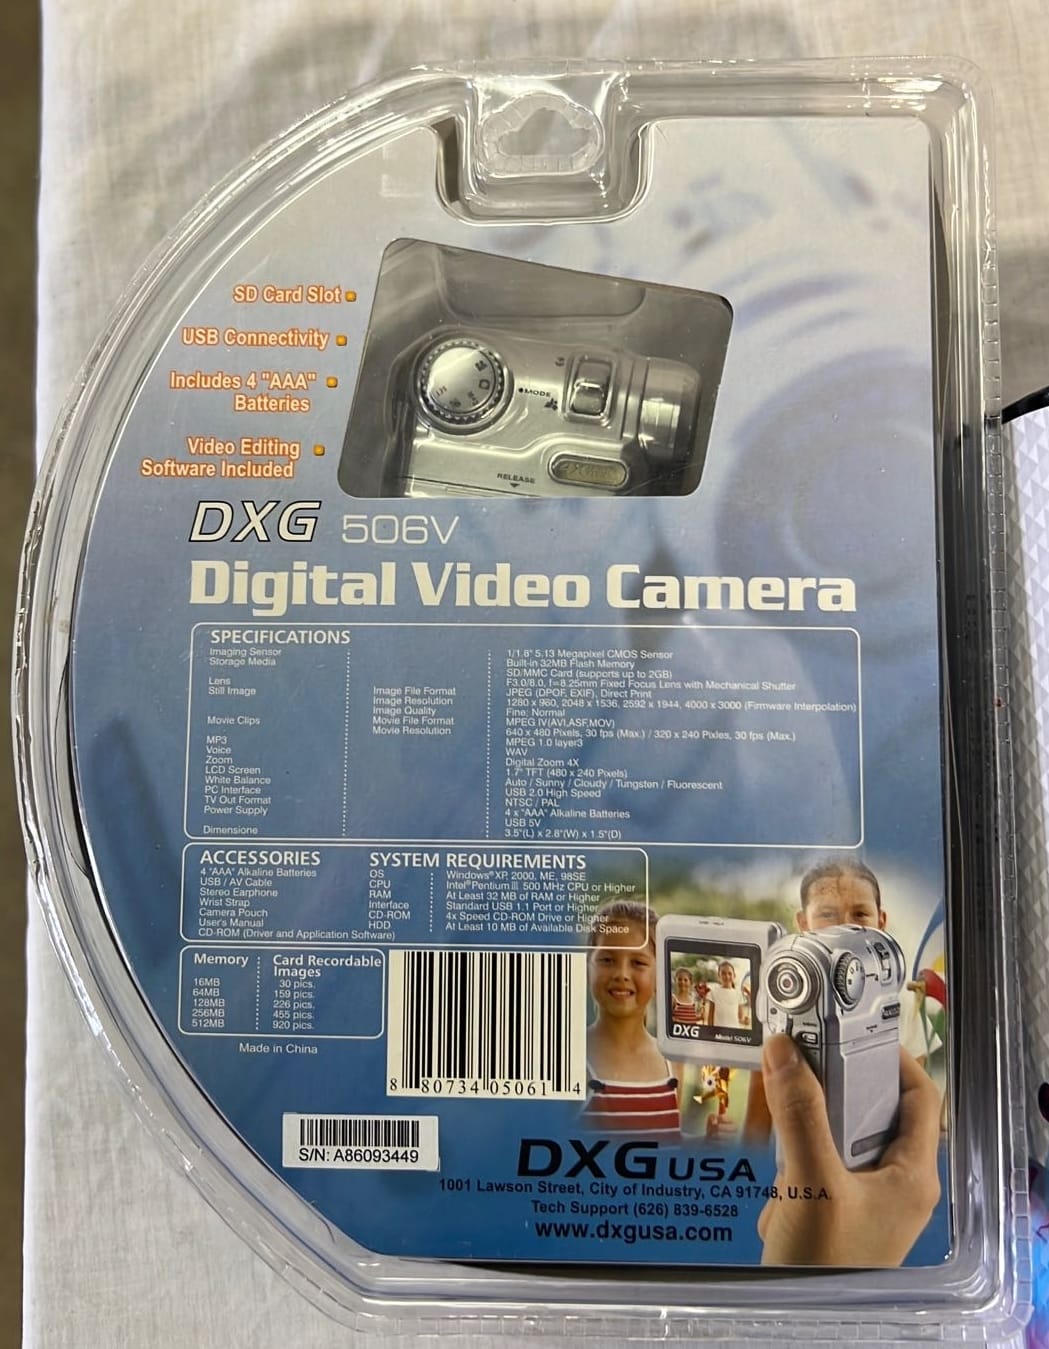 SD Card Slot
USB Connectivity
Includes 4 "AAA"
Batteries
Video Editing
Software Included
MODE
RELEASE
DXG 506V
Digital Video Camera
SPECIFICATIONS
Imaging Sensor 1/1.8" 5.13 Megapixel CMOS Sensor
Storage Media Built-in 32MB Flash Memory
SD/MMC Card (supports up to 2GB)
Lens F3.0/8.0, f=8.25mm Fixed Focus Lens with Mechanical Shutter
Still Image Image File Format JPEG (DPOF, EXIF), Direct Print
Image Resolution 1280 x 960, 2048 x 1536, 2592 x 1944, 4000 x 3000 (Firmware Interpolation)
Image Quality Fine; Normal
Movie Clips Movie File Format MPEG IV(AVI,ASF,MOV)
Movie Resolution 640 x 480 Pixels, 30 fps (Max.) / 320 x 240 Pixles, 30 fps (Max.)
MP3 MPEG 1.0 layer3
Voice WAV
Zoom Digital Zoom 4X
LCD Screen 1.7" TFT (480 x 240 Pixels)
White Balance Auto / Sunny / Cloudy / Tungsten / Fluorescent
PC Interface USB 2.0 High Speed
TV Out Format NTSC / PAL
Power Supply 4 x "AAA" Alkaline Batteries
USB 5V
Dimensione 3.5"(L) x 2.8"(W) x 1.5"(D)
ACCESSORIES
4 "AAA" Alkaline Batteries
USB / AV Cable
Stereo Earphone
Wrist Strap
Camera Pouch
User's Manual
CD-ROM (Driver and Application Software)
SYSTEM REQUIREMENTS
OS Windows® XP, 2000, ME, 98SE
CPU Intel® Pentium III 500 MHz CPU or Higher
RAM At Least 32 MB of RAM or Higher
Interface Standard USB 1.1 Port or Higher
CD-ROM 4x Speed CD-ROM Drive or Higher
HDD At Least 10 MB of Available Disk Space
Memory Card Recordable
Images
16MB 30 pics.
64MB 159 pics.
128MB 226 pics.
256MB 455 pics.
512MB 920 pics.
Made in China
8 80734 05061 4
S/N: A86093449
DXG Model 506V
DXG USA
1001 Lawson Street, City of Industry, CA 91748, U.S.A.
Tech Support (626) 839-6528
www.dxgusa.com